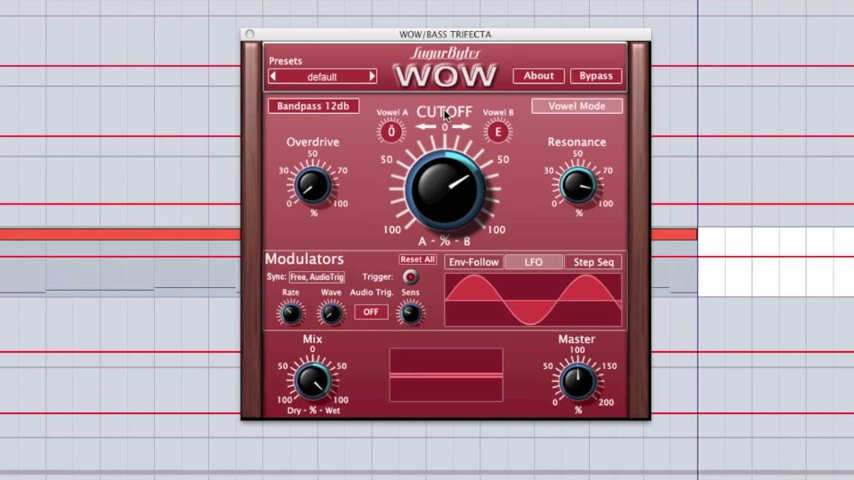 WOW/BASS TRIFECTA
Presets
default
SugarBytes
WOW
About
Bypass
Bandpass 12db
Vowel A
CUTOFF
Vowel B
Vowel Mode
Ö
0
E
Overdrive
50
30
70
0
100
%
50
50
100
100
A - % - B
Resonance
50
30
70
0
100
%
Modulators
Reset All
Env-Follow
LFO
Step Seq
Sync:
Free, AudioTrig
Trigger:
Rate
Wave
Audio Trig.
Sens
OFF
Mix
0
50
50
100
100
Dry - % - Wet
Master
100
50
150
0
200
%